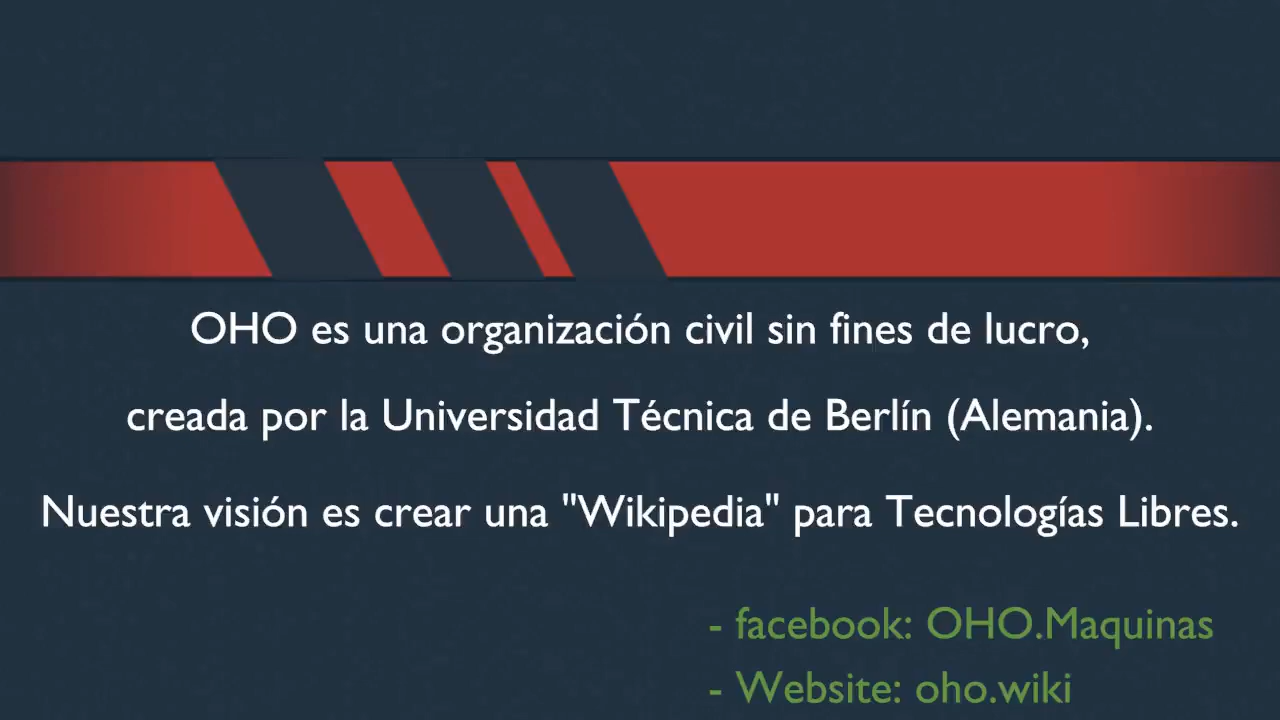 OHO es una organización civil sin fines de lucro,
creada por la Universidad Técnica de Berlín (Alemania).
Nuestra visión es crear una "Wikipedia" para Tecnologías Libres.
- facebook: OHO.Maquinas
- Website: oho.wiki